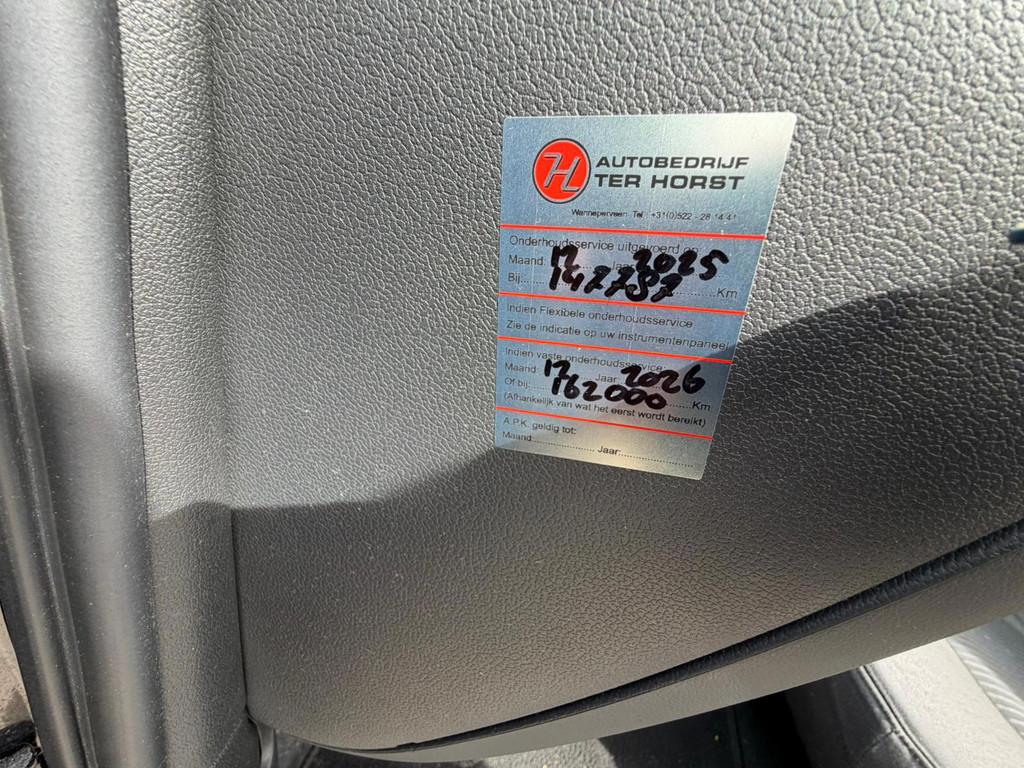 AUTOBEDRIJF
TER HORST
Wanneperveen Tel.: +31(0)522 - 28 14 41
Onderhoudsservice uitgevoerd op
Maand: 12 Jaar: 2025
Bij:...... 142782 ......Km
Indien Flexibele onderhoudsservice
Zie de indicatie op uw instrumentenpaneel
Indien vaste onderhoudsservice:
Maand: 12 Jaar: 2026
Of bij:...... 162000 ......Km
(Afhankelijk van wat het eerst wordt bereikt)
A.P.K. geldig tot:
Maand:................... Jaar:...................